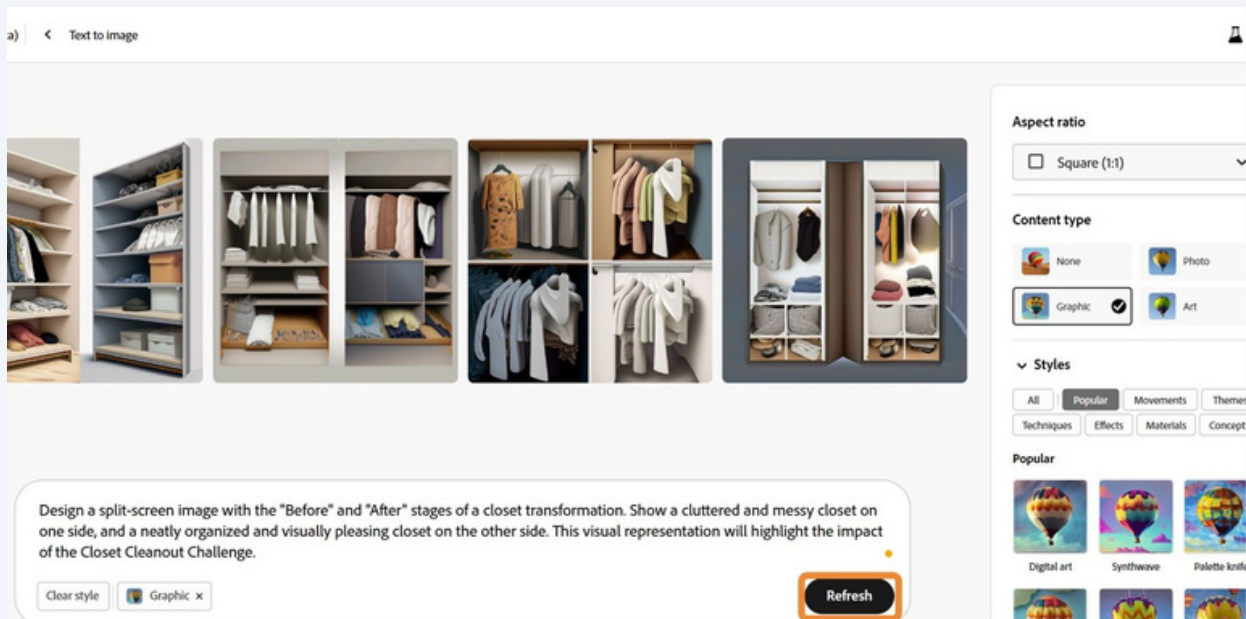 a)
Text to image
Aspect ratio
Square (1:1)
Content type
None
Photo
Graphic
Art
Styles
All
Popular
Movements
Themes
Techniques
Effects
Materials
Concept
Popular
Digital art
Synthwave
Palette knife
Design a split-screen image with the "Before" and "After" stages of a closet transformation. Show a cluttered and messy closet on
one side, and a neatly organized and visually pleasing closet on the other side. This visual representation will highlight the impact
of the Closet Cleanout Challenge.
Clear style
Graphic ×
Refresh